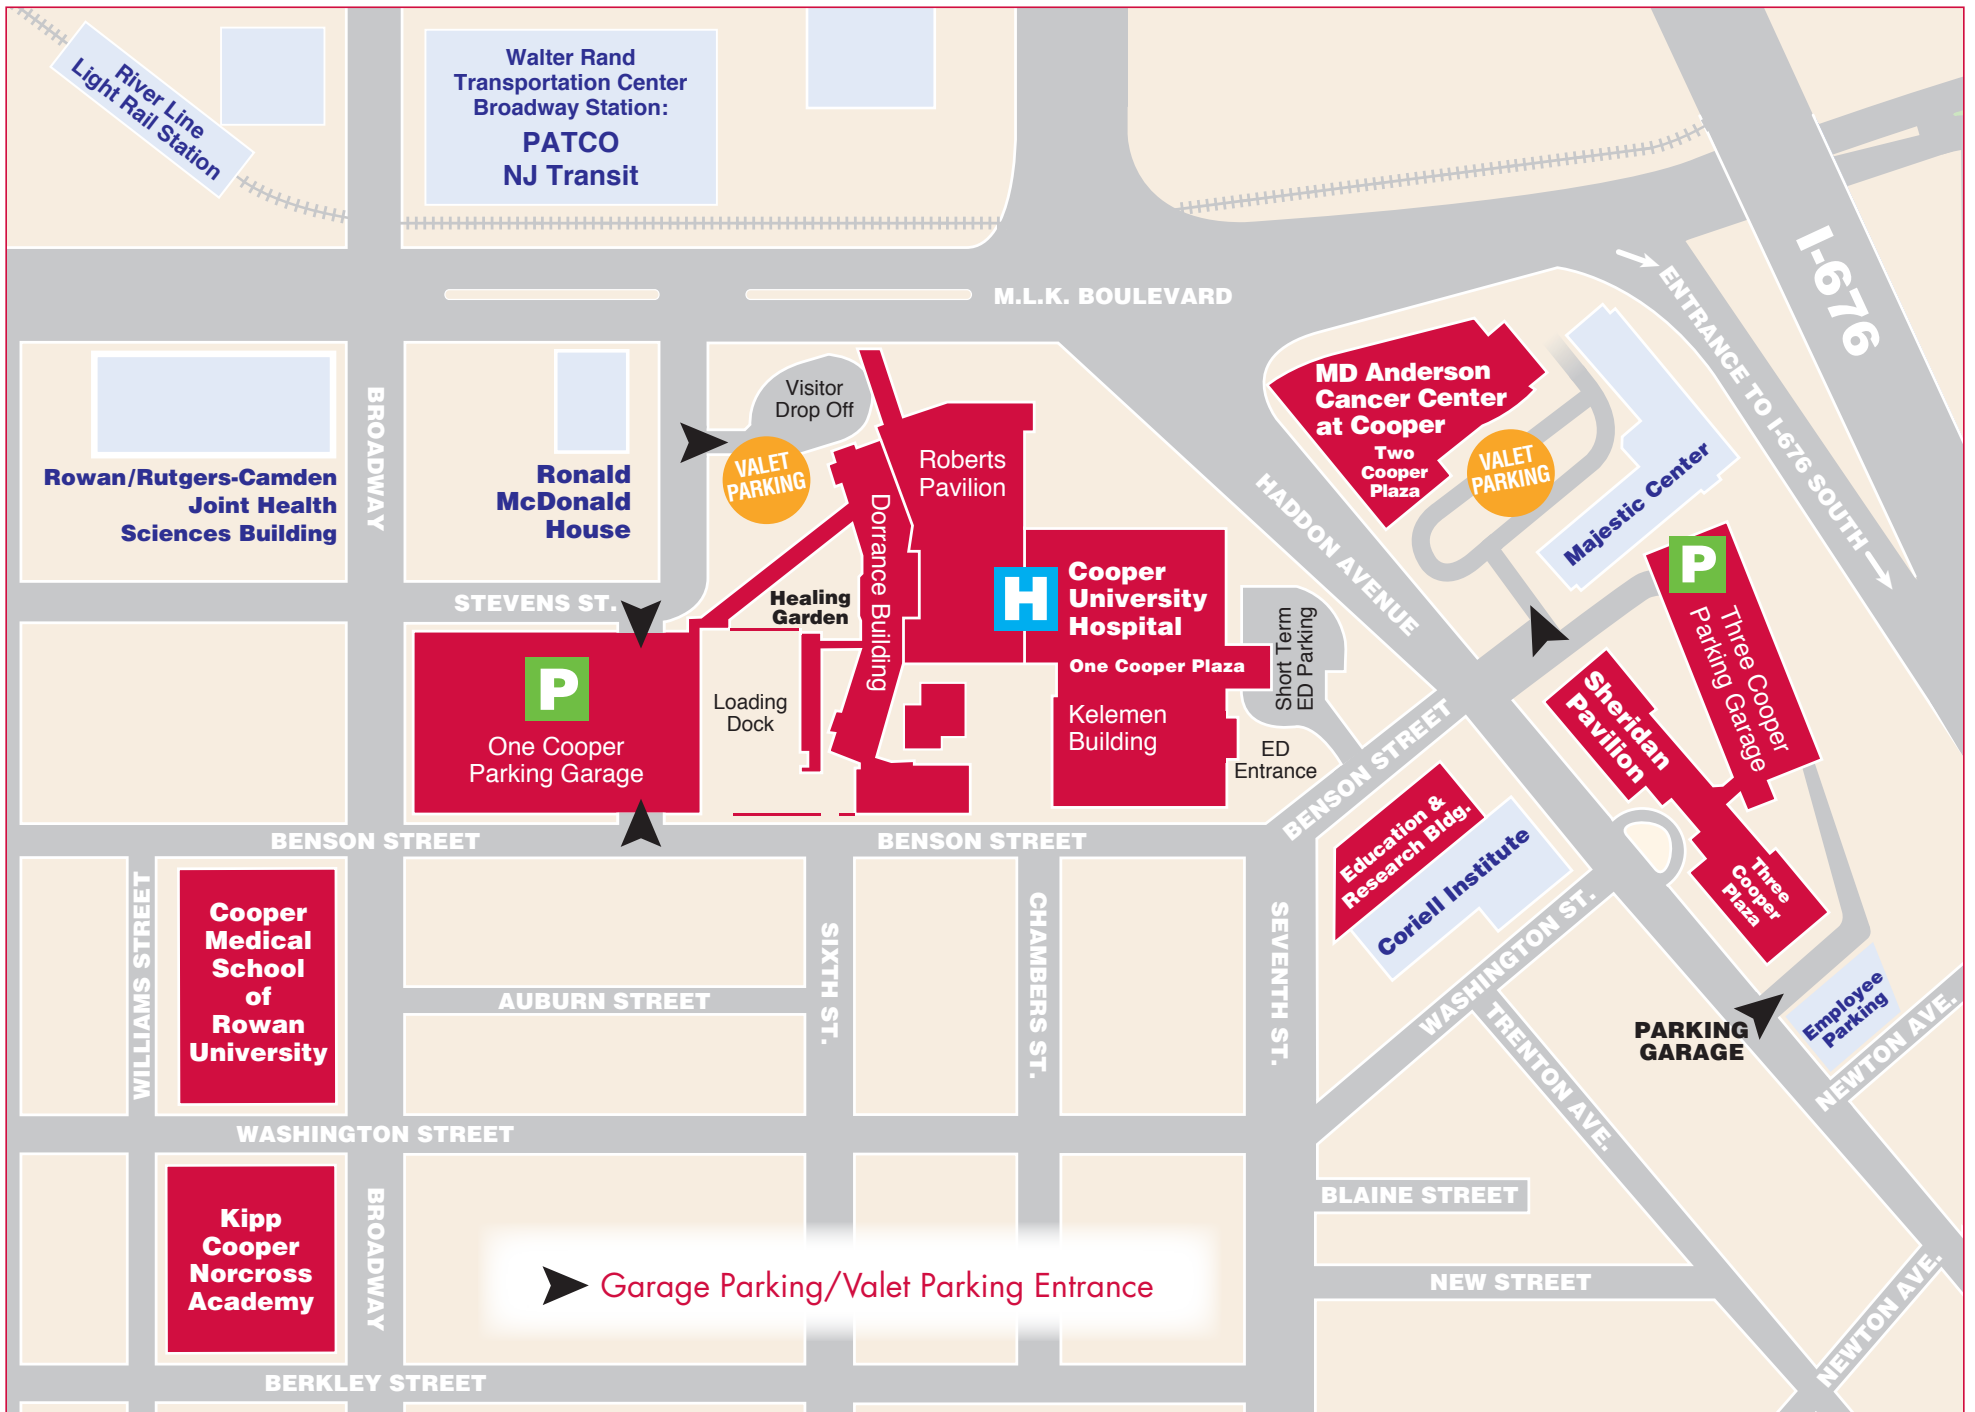 River Line
Light Rail Station
Walter Rand
Transportation Center
Broadway Station:
PATCO
NJ Transit
I-676
M.L.K. BOULEVARD
ENTRANCE TO I-676 SOUTH
Rowan/Rutgers-Camden
Joint Health
Sciences Building
BROADWAY
Ronald
McDonald
House
Visitor
Drop Off
VALET
PARKING
Roberts
Pavilion
Dorrance Building
MD Anderson
Cancer Center
at Cooper
Two
Cooper
Plaza
VALET
PARKING
Majestic Center
HADDON AVENUE
STEVENS ST.
Healing
Garden
H
Cooper
University
Hospital
One Cooper Plaza
Short Term
ED Parking
P
Three Cooper
Parking Garage
P
One Cooper
Parking Garage
Loading
Dock
Kelemen
Building
ED
Entrance
Sheridan
Pavilion
BENSON STREET
BENSON STREET
BENSON STREET
Education &
Research Bldg.
Coriell Institute
Three
Cooper
Plaza
WILLIAMS STREET
Cooper
Medical
School
of
Rowan
University
AUBURN STREET
SIXTH ST.
CHAMBERS ST.
SEVENTH ST.
WASHINGTON ST.
TRENTON AVE.
PARKING
GARAGE
Employee
Parking
NEWTON AVE.
WASHINGTON STREET
Kipp
Cooper
Norcross
Academy
BROADWAY
BLAINE STREET
NEW STREET
NEWTON AVE.
Garage Parking/Valet Parking Entrance
BERKLEY STREET